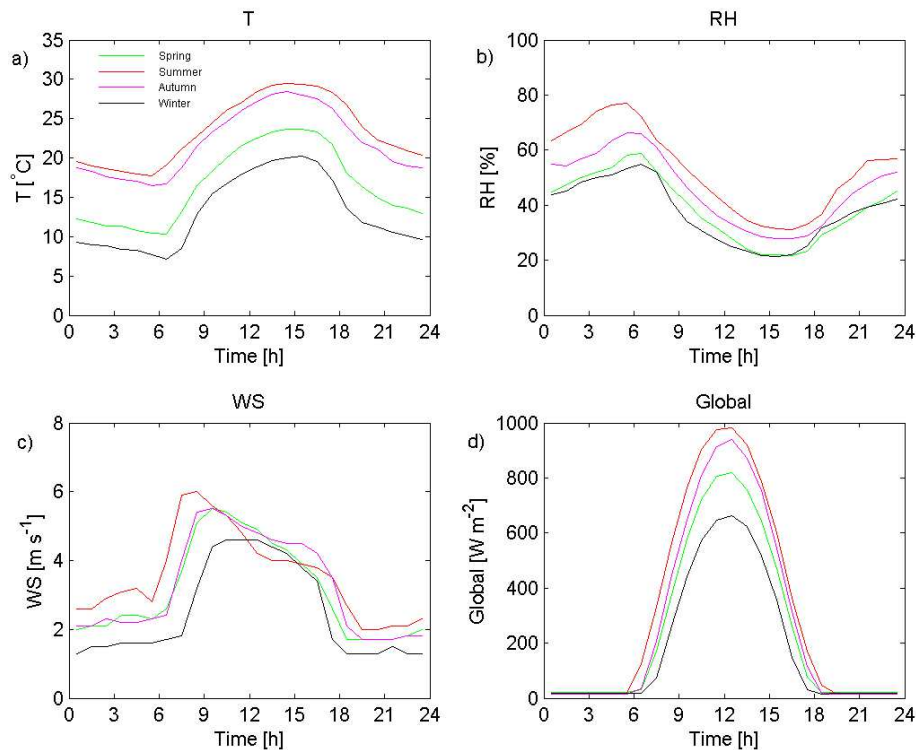 T
a)
T [°C]
35
30
25
20
15
10
5
0
Spring
Summer
Autumn
Winter
0 3 6 9 12 15 18 21 24
Time [h]
RH
b)
RH [%]
100
80
60
40
20
0
0 3 6 9 12 15 18 21 24
Time [h]
WS
c)
WS [m s-1]
8
6
4
2
0
0 3 6 9 12 15 18 21 24
Time [h]
Global
d)
Global [W m-2]
1000
800
600
400
200
0
0 3 6 9 12 15 18 21 24
Time [h]